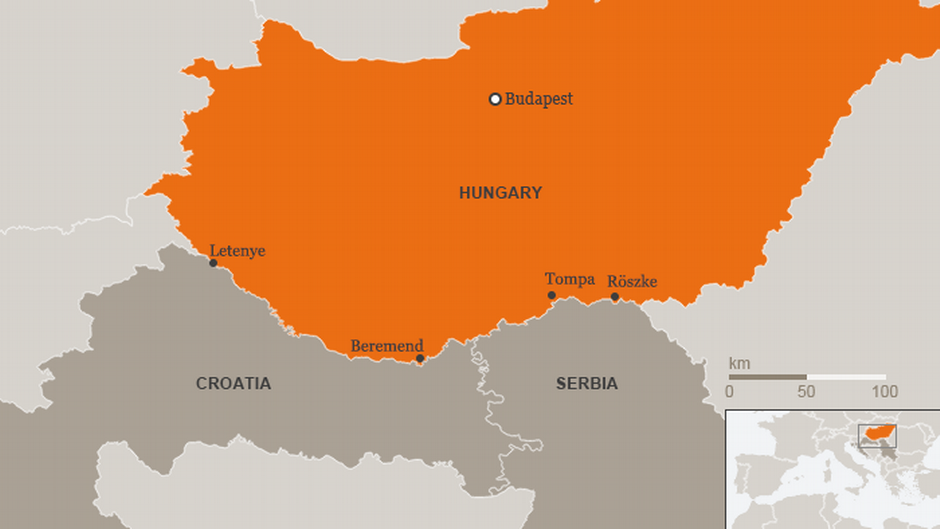 Budapest
HUNGARY
Letenye
Tompa
Röszke
Beremend
CROATIA
SERBIA
km
0 50 100